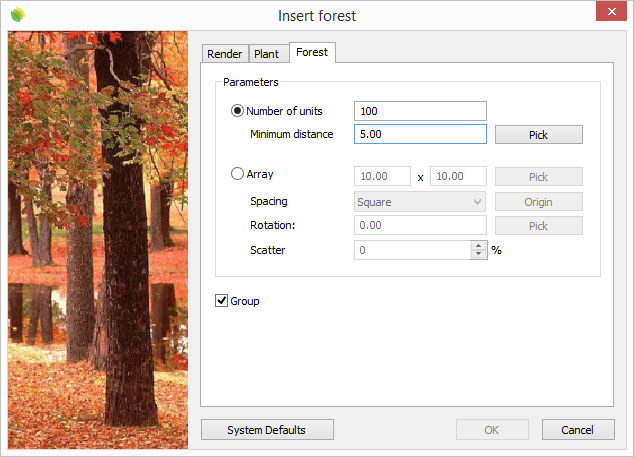 Insert forest
Render Plant Forest
Parameters
Number of units 100
Minimum distance 5.00 Pick
Array 10.00 x 10.00 Pick
Spacing Square Origin
Rotation: 0.00 Pick
Scatter 0 %
Group
System Defaults OK Cancel